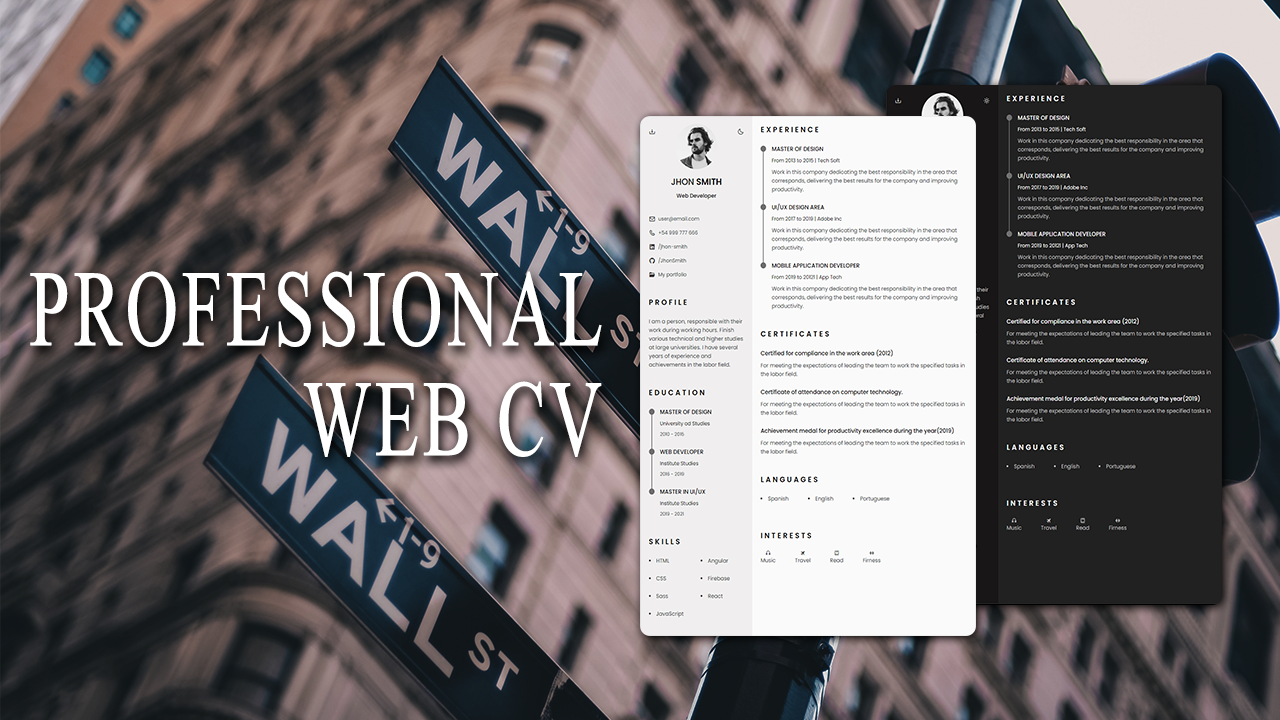 PROFESSIONAL
WEB CV
WALL ST
←1-9
WALL ST
←1-9
JHON SMITH
Web Developer
user@email.com
+54 999 777 666
/jhon-smith
/JhonSmith
My portfolio
PROFILE
I am a person, responsible with their
work during working hours. Finish
various technical and higher studies
at large universities. I have several
years of experience and
achievements in the labor field.
EDUCATION
MASTER OF DESIGN
University od Studies
2010 - 2015
WEB DEVELOPER
Institute Studies
2016 - 2019
MASTER IN UI/UX
Institute Studies
2019 - 2021
SKILLS
HTML
Angular
CSS
Firebase
Sass
React
JavaScript
EXPERIENCE
MASTER OF DESIGN
From 2013 to 2015 | Tech Soft
Work in this company dedicating the best responsibility in the area that
corresponds, delivering the best results for the company and improving
productivity.
UI/UX DESIGN AREA
From 2017 to 2019 | Adobe Inc
Work in this company dedicating the best responsibility in the area that
corresponds, delivering the best results for the company and improving
productivity.
MOBILE APPLICATION DEVELOPER
From 2019 to 20121 | App Tech
Work in this company dedicating the best responsibility in the area that
corresponds, delivering the best results for the company and improving
productivity.
CERTIFICATES
Certified for compliance in the work area (2012)
For meeting the expectations of leading the team to work the specified tasks in
the labor field.
Certificate of attendance on computer technology.
For meeting the expectations of leading the team to work the specified tasks in
the labor field.
Achievement medal for productivity excellence during the year(2019)
For meeting the expectations of leading the team to work the specified tasks in
the labor field.
LANGUAGES
Spanish English Portuguese
INTERESTS
Music Travel Read Firness
EXPERIENCE
MASTER OF DESIGN
From 2013 to 2015 | Tech Soft
Work in this company dedicating the best responsibility in the area that
corresponds, delivering the best results for the company and improving
productivity.
UI/UX DESIGN AREA
From 2017 to 2019 | Adobe Inc
Work in this company dedicating the best responsibility in the area that
corresponds, delivering the best results for the company and improving
productivity.
MOBILE APPLICATION DEVELOPER
From 2019 to 20121 | App Tech
Work in this company dedicating the best responsibility in the area that
corresponds, delivering the best results for the company and improving
productivity.
CERTIFICATES
Certified for compliance in the work area (2012)
For meeting the expectations of leading the team to work the specified tasks in
the labor field.
Certificate of attendance on computer technology.
For meeting the expectations of leading the team to work the specified tasks in
the labor field.
Achievement medal for productivity excellence during the year(2019)
For meeting the expectations of leading the team to work the specified tasks in
the labor field.
LANGUAGES
Spanish English Portuguese
INTERESTS
Music Travel Read Firness